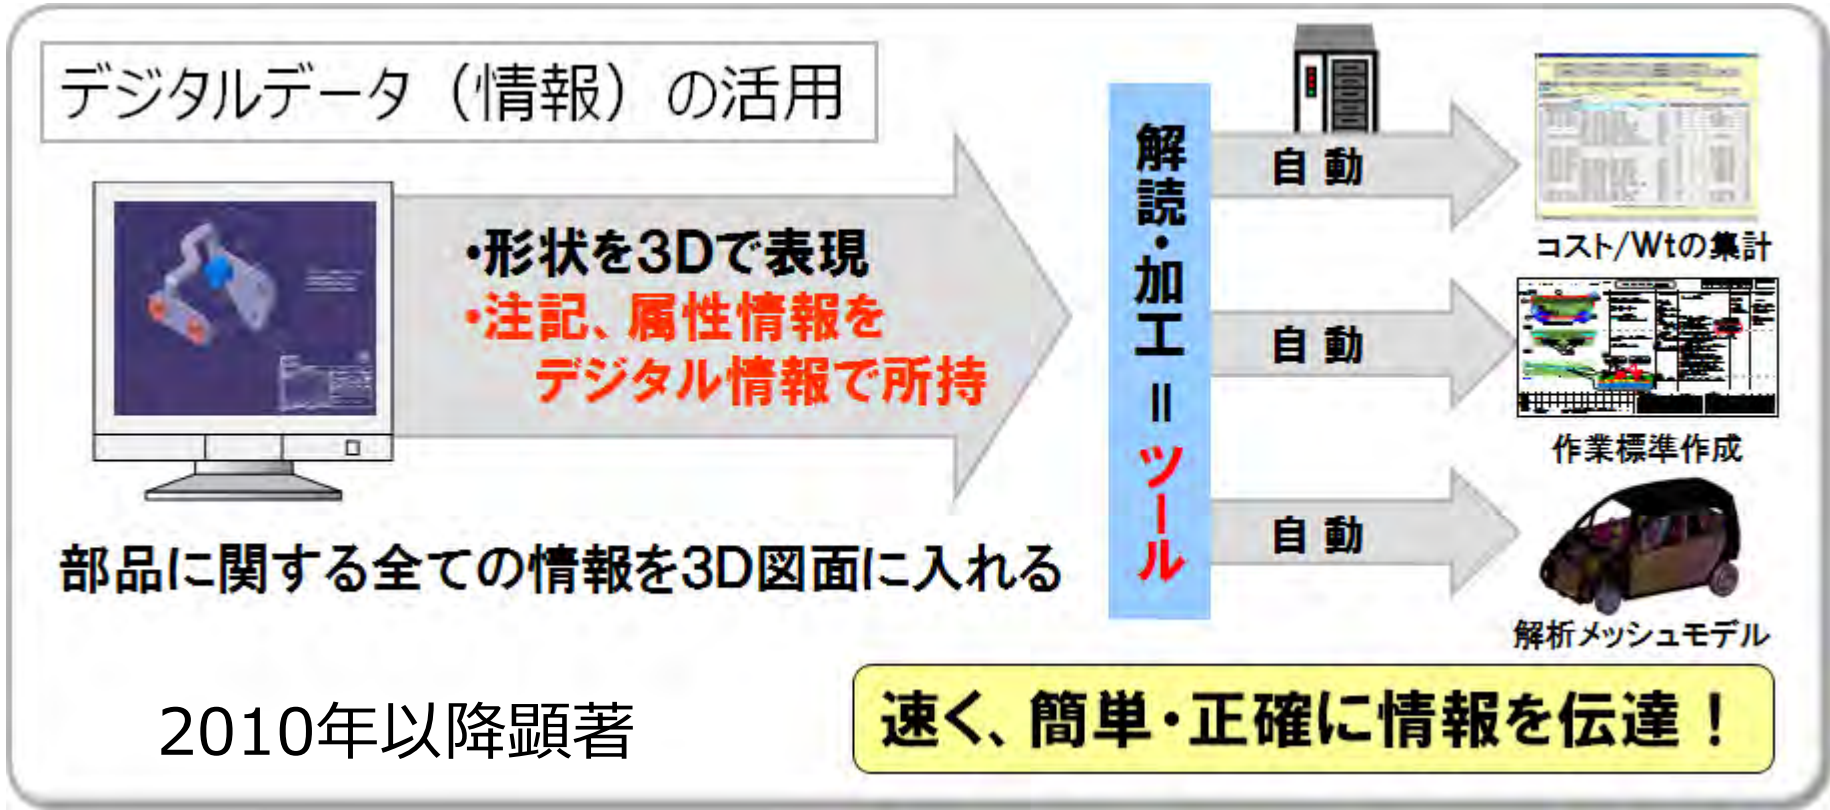 デジタルデータ（情報）の活用
・形状を3Dで表現
・注記、属性情報を
デジタル情報で所持
部品に関する全ての情報を3D図面に入れる
2010年以降顕著
解読・加工＝ツール
自動
コスト/Wtの集計
自動
作業標準作成
自動
解析メッシュモデル
速く、簡単・正確に情報を伝達！